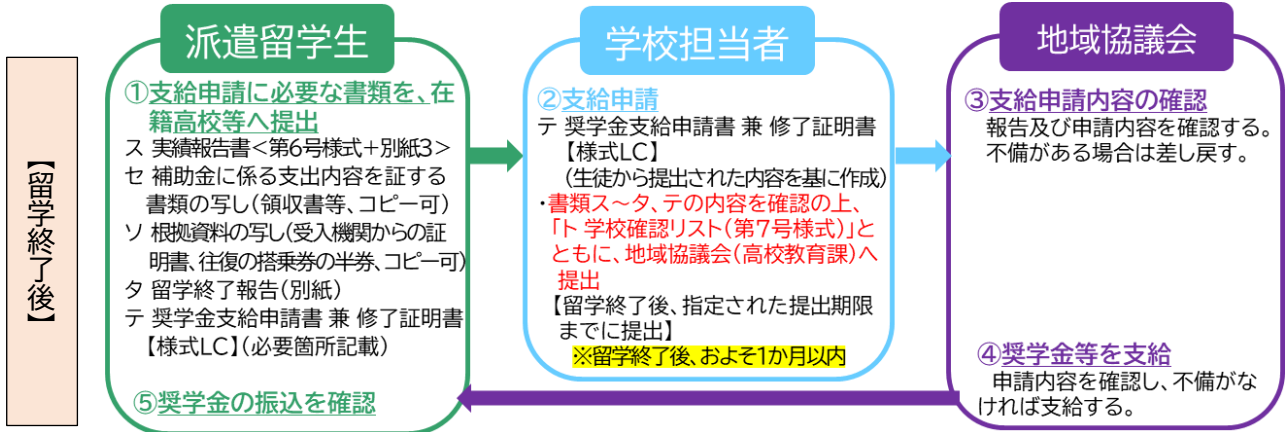 【留学終了後】
派遣留学生
①支給申請に必要な書類を、在
籍高校等へ提出
ス 実績報告書<第6号様式+別紙3>
セ 補助金に係る支出内容を証する
書類の写し(領収書等、コピー可)
ソ 根拠資料の写し(受入機関からの証
明書、往復の搭乗券の半券、コピー可)
タ 留学終了報告(別紙)
テ 奨学金支給申請書 兼 修了証明書
【様式LC】(必要箇所記載)
⑤奨学金の振込を確認
学校担当者
②支給申請
テ 奨学金支給申請書 兼 修了証明書
【様式LC】
(生徒から提出された内容を基に作成)
・書類ス~タ、テの内容を確認の上、
「ト 学校確認リスト(第7号様式)」と
ともに、地域協議会(高校教育課)へ
提出
【留学終了後、指定された提出期限
までに提出】
※留学終了後、およそ1か月以内
地域協議会
③支給申請内容の確認
報告及び申請内容を確認する。
不備がある場合は差し戻す。
④奨学金等を支給
申請内容を確認し、不備がな
ければ支給する。